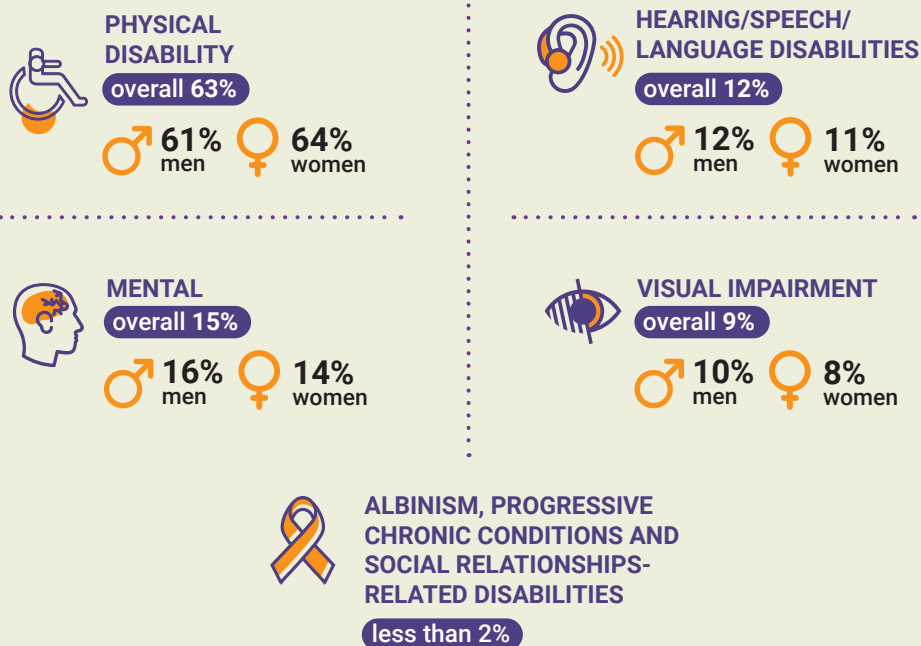 PHYSICAL
DISABILITY
overall 63%
61%
men
64%
women
HEARING/SPEECH/
LANGUAGE DISABILITIES
overall 12%
12%
men
11%
women
MENTAL
overall 15%
16%
men
14%
women
VISUAL IMPAIRMENT
overall 9%
10%
men
8%
women
ALBINISM, PROGRESSIVE
CHRONIC CONDITIONS AND
SOCIAL RELATIONSHIPS-
RELATED DISABILITIES
less than 2%